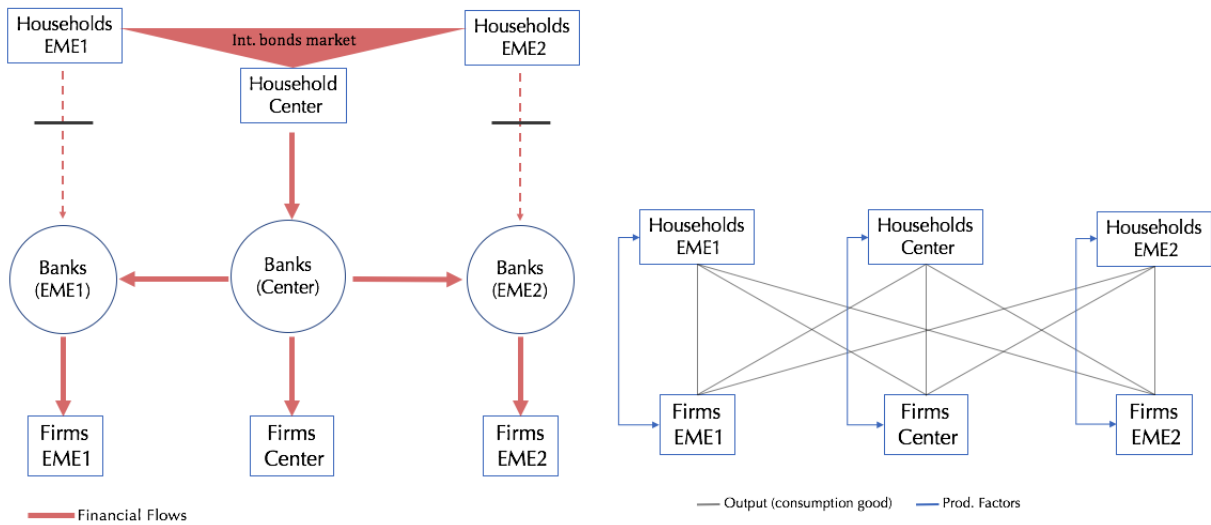 Households
EME1
Int. bonds market
Households
EME2
Household
Center
Banks
(EME1)
Banks
(Center)
Banks
(EME2)
Firms
EME1
Firms
Center
Firms
EME2
Financial Flows
Households
EME1
Households
Center
Households
EME2
Firms
EME1
Firms
Center
Firms
EME2
Output (consumption good)
Prod. Factors